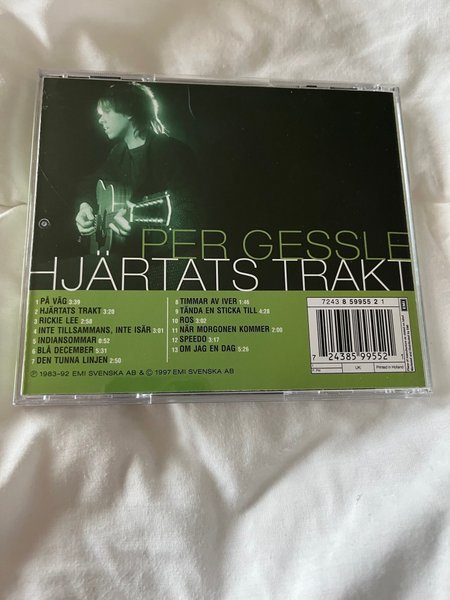 PER GESSLE
HJÄRTATS TRAKT
1 PÅ VÄG 3:39
2 HJÄRTATS TRAKT 3:20
3 RICKIE LEE 2:58
4 INTE TILLSAMMANS, INTE ISÄR 3:01
5 INDIANSOMMAR 0:52
6 BLÅ DECEMBER 5:31
7 DEN TUNNA LINJEN 2:50
8 TIMMAR AV IVER 1:46
9 TÄNDA EN STICKA TILL 4:28
10 ROS 3:02
11 NÄR MORGONEN KOMMER 2:00
12 SPEEDO 3:17
13 OM JAG EN DAG 5:26
℗ 1983-92 EMI SVENSKA AB & © 1997 EMI SVENSKA AB
7243 8 59955 2 1
7 24385 99552 1
UK:
Printed in Holland